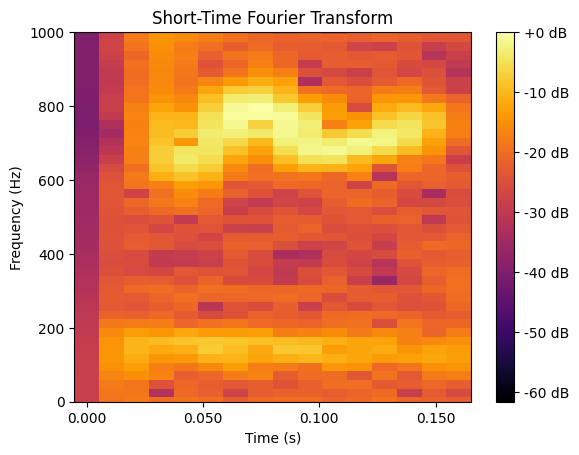 Short-Time Fourier Transform
1000
800
600
400
200
0
Frequency (Hz)
0.000
0.050
0.100
0.150
Time (s)
+0 dB
-10 dB
-20 dB
-30 dB
-40 dB
-50 dB
-60 dB